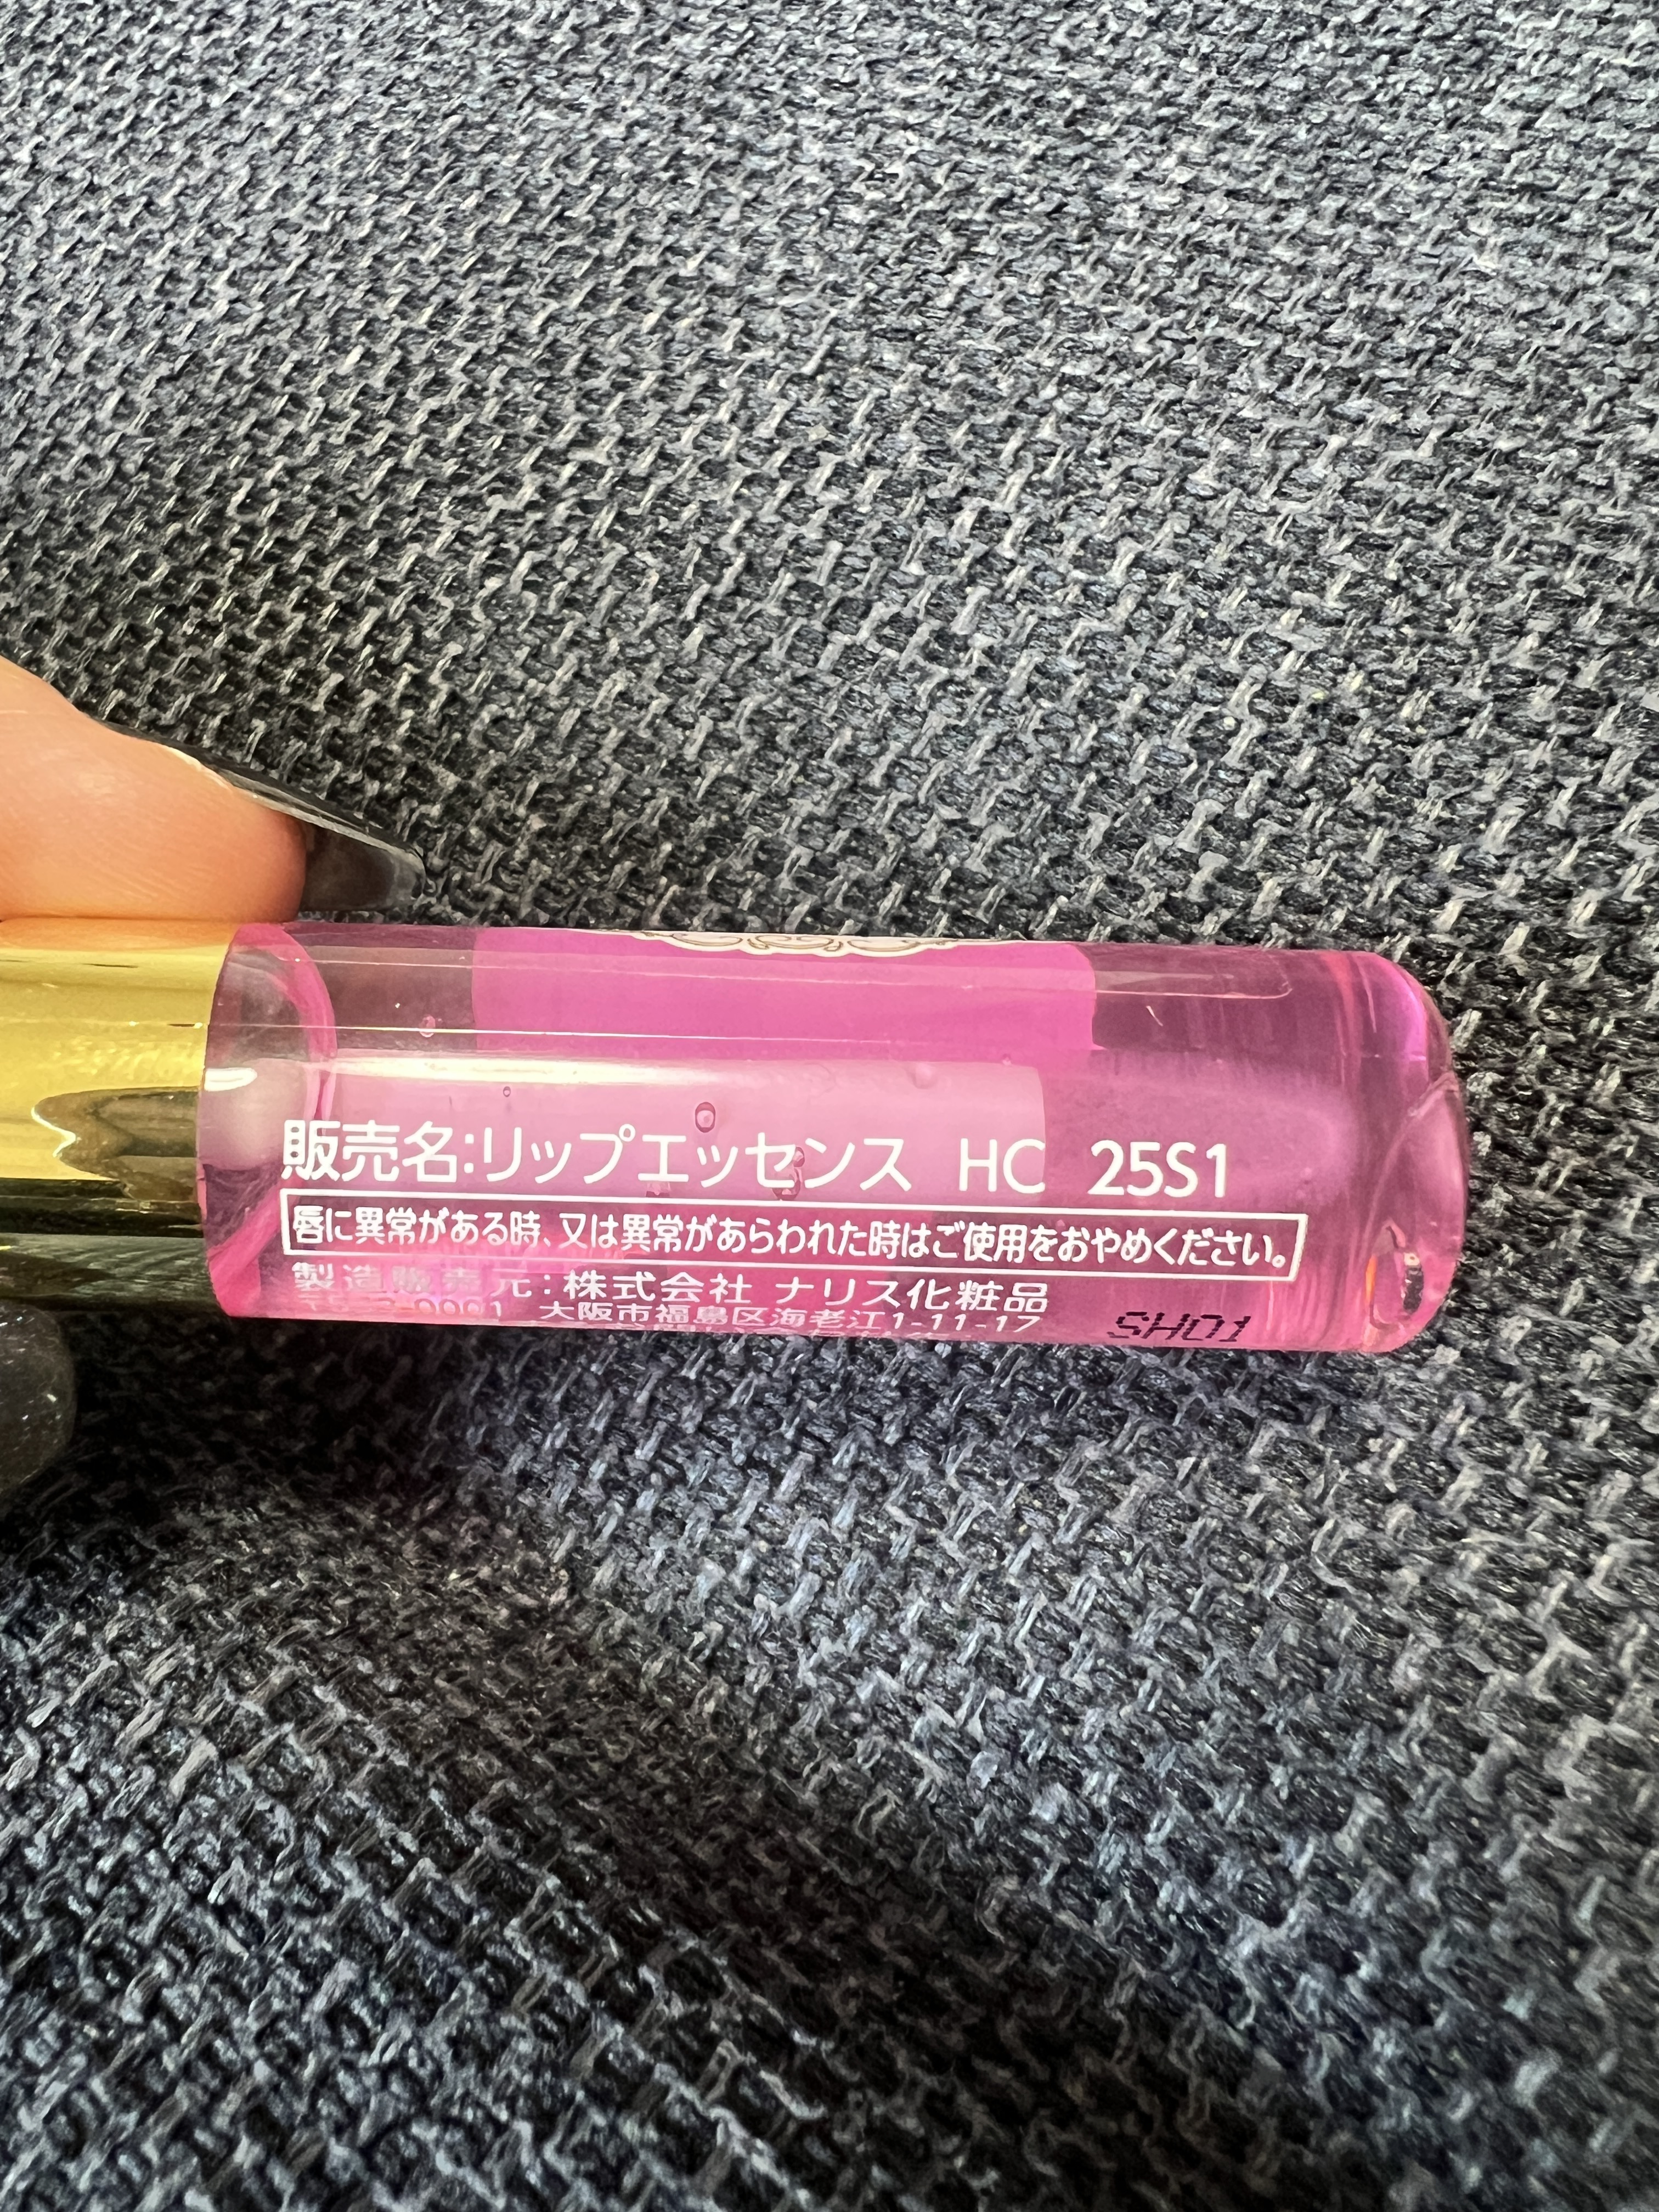 販売名:リップエッセンス HC 25S1
唇に異常がある時、又は異常があらわれた時はご使用をおやめください。
製造販売元:株式会社 ナリス化粧品
0001 大阪市福島区海老江1-11-17
SH01